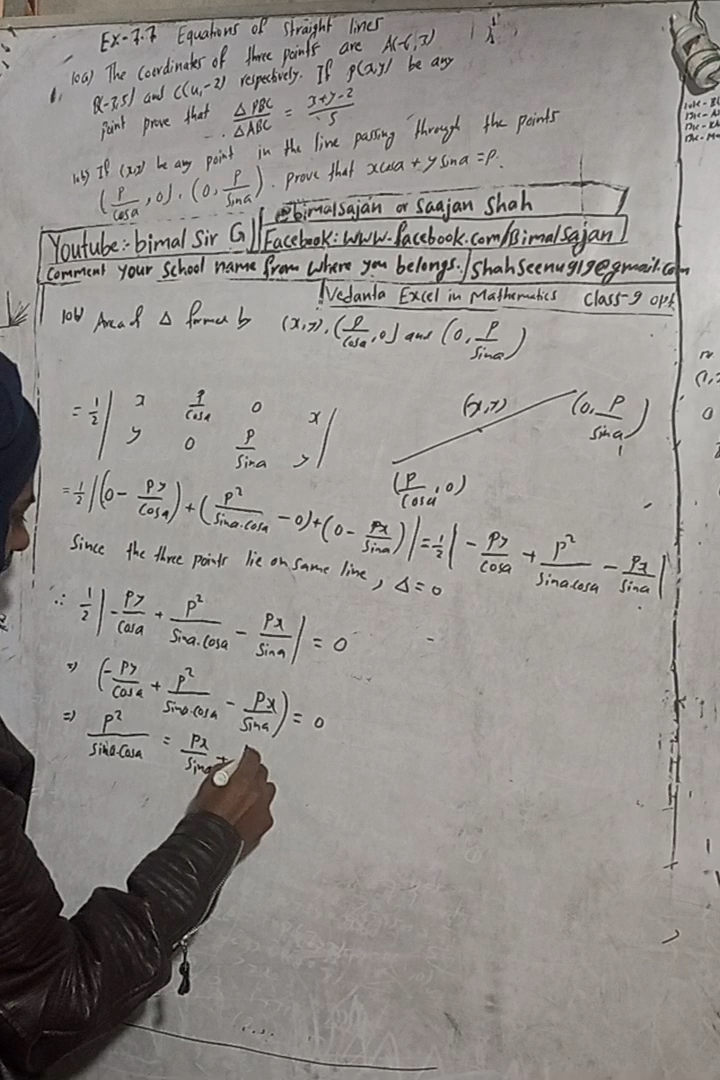 Ex-7.7 Equations of Straight lines
10a) The coordinates of three points are A(-6,3)
B(-3,5) and C(4,-2) respectively. If P(x,y) be any
point prove that △PBC/△ABC = x+y-2/5
10b) If (x,y) be any point in the line passing through the points
(P/cosa, 0), (0, P/sina). prove that xcosa + y sina = P.
@bimalsajan or Saajan Shah
Youtube:- bimal Sir G || Facebook: www.facebook.com/Bimalsajan
Comment your School name from where you belongs./ Shahseenu919@gmail.com
Vedanta Excel in Mathematics Class-9 opt
10b) Area of △ formed by (x,y), (P/cosa, 0) and (0, P/sina)
= 1/2 | x P/cosa 0 x |
y 0 P/sina y
(x,y)
(0, P/sina)
(P/cosa, 0)
= 1/2 |(0 - Py/cosa) + (P²/sina.cosa - 0) + (0 - Px/sina)| = 1/2 | - Py/cosa + P²/sina.cosa - Px/sina |
Since the three points lie on same line, △ = 0
∴ 1/2 | - Py/cosa + P²/sina.cosa - Px/sina | = 0
⇒ (- Py/cosa + P²/sina.cosa - Px/sina) = 0
⇒ P²/sina.cosa = Px/sina +